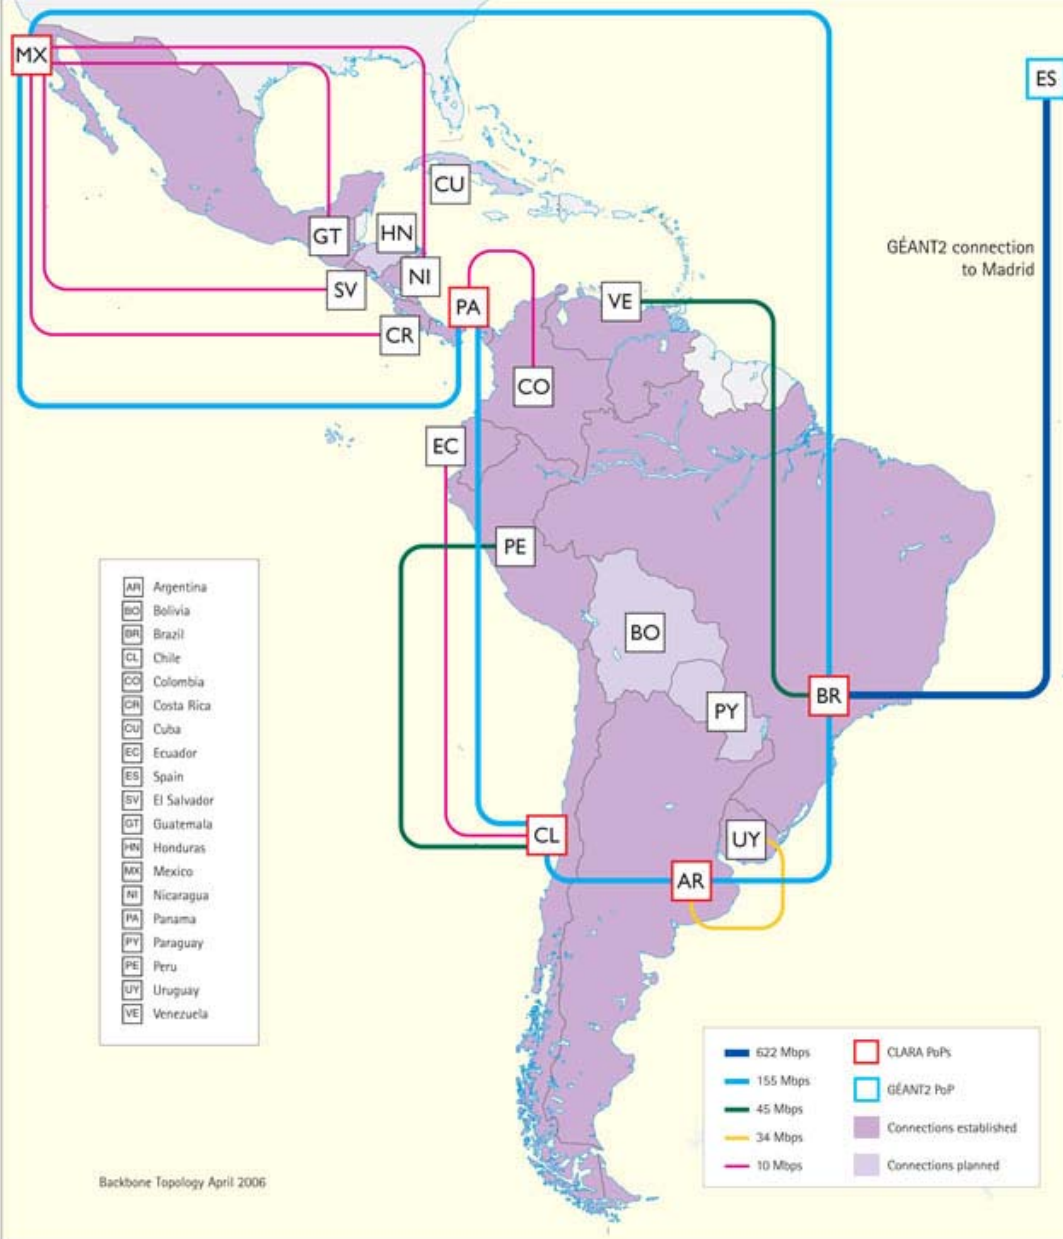 MX
ES
CU
GT
HN
GÉANT2 connection
to Madrid
NI
SV
PA
VE
CR
CO
EC
PE
BO
BR
PY
CL
UY
AR
AR Argentina
BO Bolivia
BR Brazil
CL Chile
CO Colombia
CR Costa Rica
CU Cuba
EC Ecuador
ES Spain
SV El Salvador
GT Guatemala
HN Honduras
MX Mexico
NI Nicaragua
PA Panama
PY Paraguay
PE Peru
UY Uruguay
VE Venezuela
622 Mbps
155 Mbps
45 Mbps
34 Mbps
10 Mbps
CLARA PoPs
GÉANT2 PoP
Connections established
Connections planned
Backbone Topology April 2006